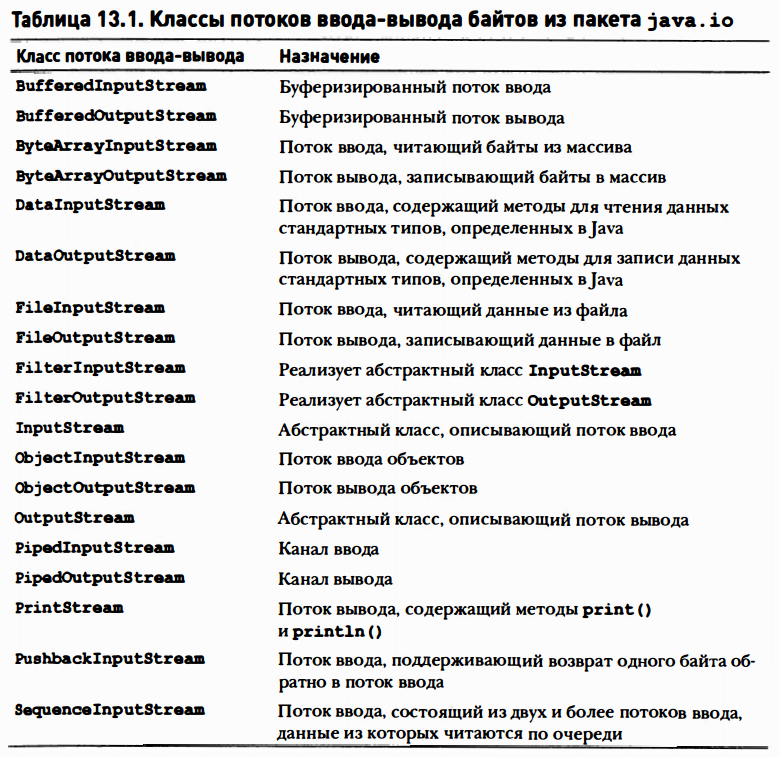 Таблица 13.1. Классы потоков ввода-вывода байтов из пакета java.io
Класс потока ввода-вывода Назначение
BufferedInputStream Буферизированный поток ввода
BufferedOutputStream Буферизированный поток вывода
ByteArrayInputStream Поток ввода, читающий байты из массива
ByteArrayOutputStream Поток вывода, записывающий байты в массив
DataInputStream Поток ввода, содержащий методы для чтения данных
стандартных типов, определенных в Java
DataOutputStream Поток вывода, содержащий методы для записи данных
стандартных типов, определенных в Java
FileInputStream Поток ввода, читающий данные из файла
FileOutputStream Поток вывода, записывающий данные в файл
FilterInputStream Реализует абстрактный класс InputStream
FilterOutputStream Реализует абстрактный класс OutputStream
InputStream Абстрактный класс, описывающий поток ввода
ObjectInputStream Поток ввода объектов
ObjectOutputStream Поток вывода объектов
OutputStream Абстрактный класс, описывающий поток вывода
PipedInputStream Канал ввода
PipedOutputStream Канал вывода
PrintStream Поток вывода, содержащий методы print()
и println()
PushbackInputStream Поток ввода, поддерживающий возврат одного байта об-
ратно в поток ввода
SequenceInputStream Поток ввода, состоящий из двух и более потоков ввода,
данные из которых читаются по очереди